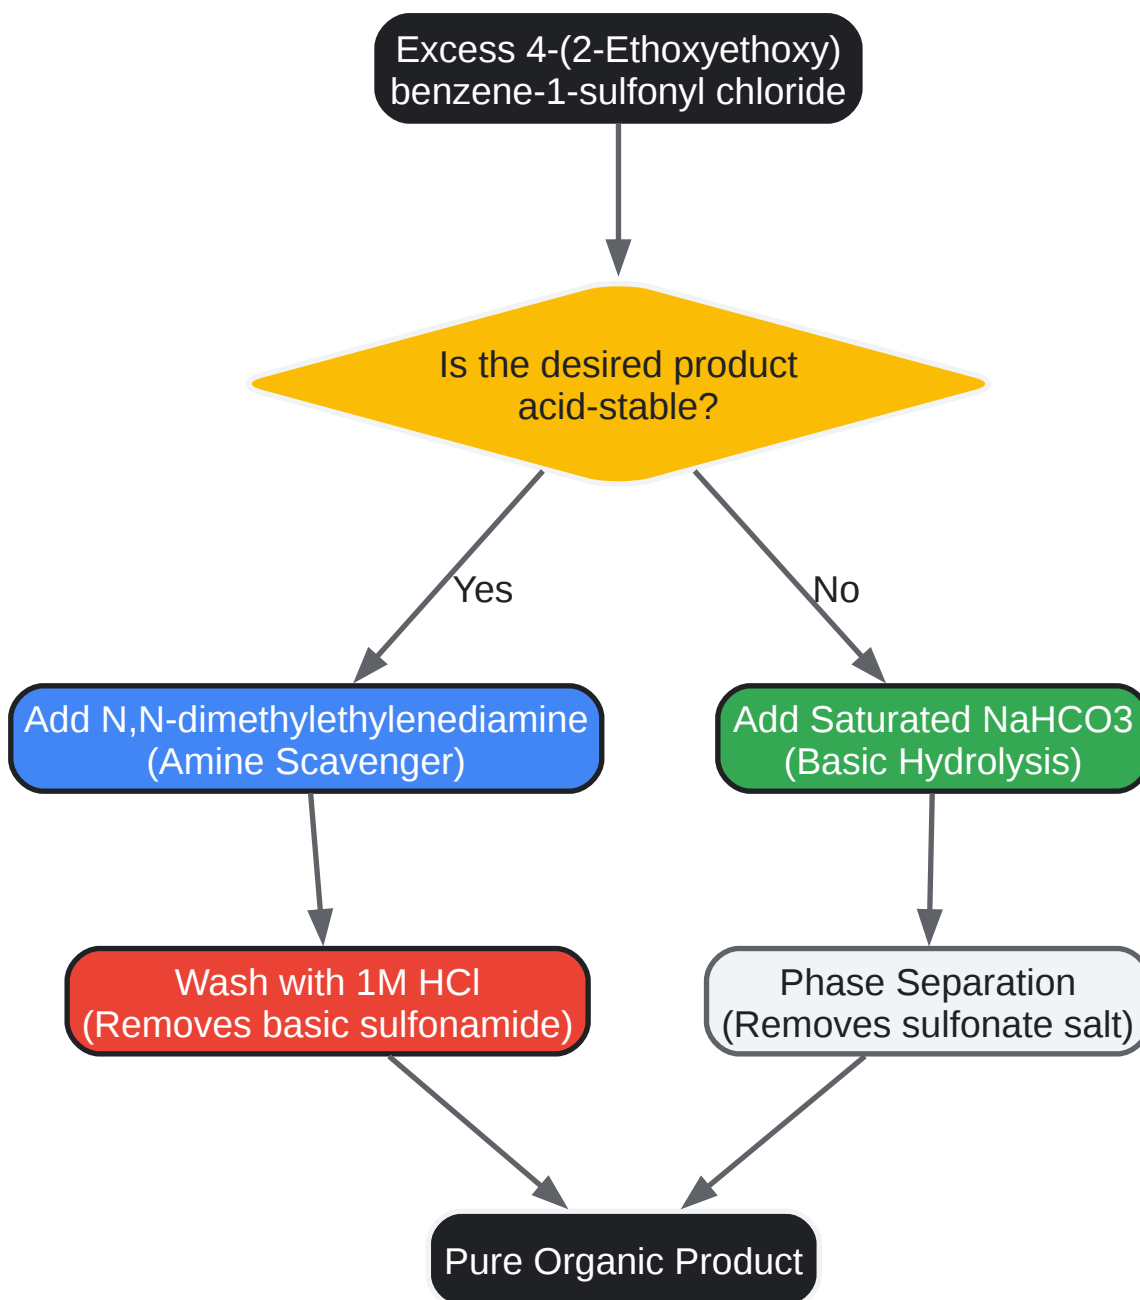 Excess 4-(2-Ethoxyethoxy)
benzene-1-sulfonyl chloride
Is the desired product
acid-stable?
Yes
No
Add N,N-dimethylethylenediamine
(Amine Scavenger)
Add Saturated NaHCO3
(Basic Hydrolysis)
Wash with 1M HCl
(Removes basic sulfonamide)
Phase Separation
(Removes sulfonate salt)
Pure Organic Product